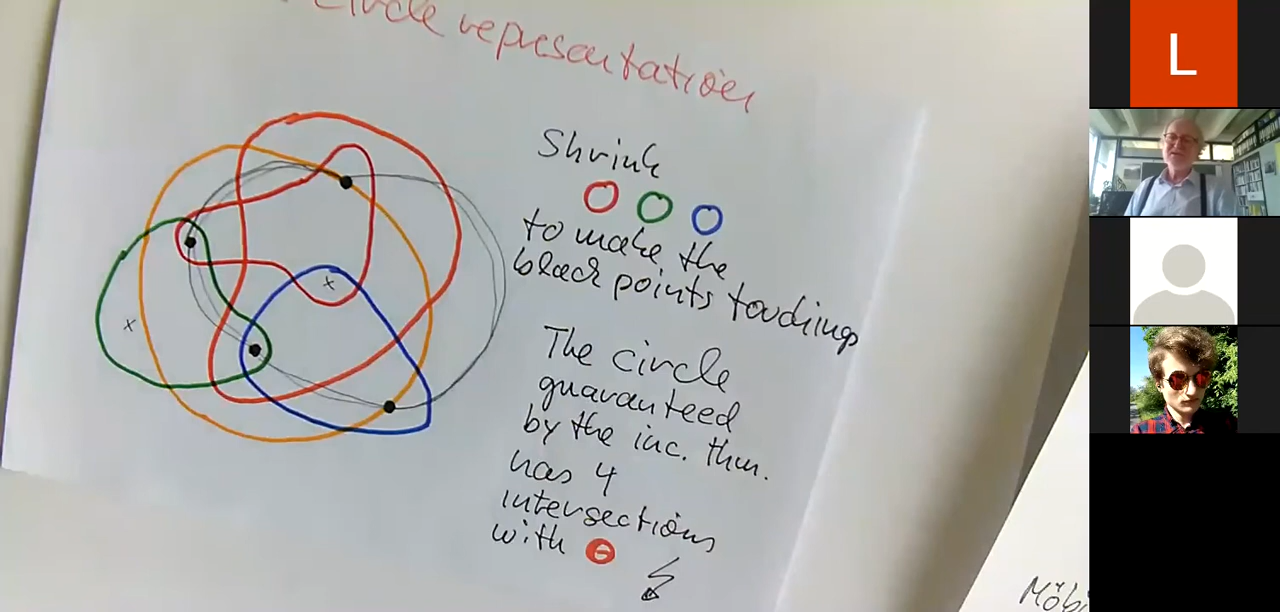 Circle representation
Shrink
to make the
black points touching
The circle
guaranteed
by the inc. thm.
has 4
intersections
with
Möbi
L